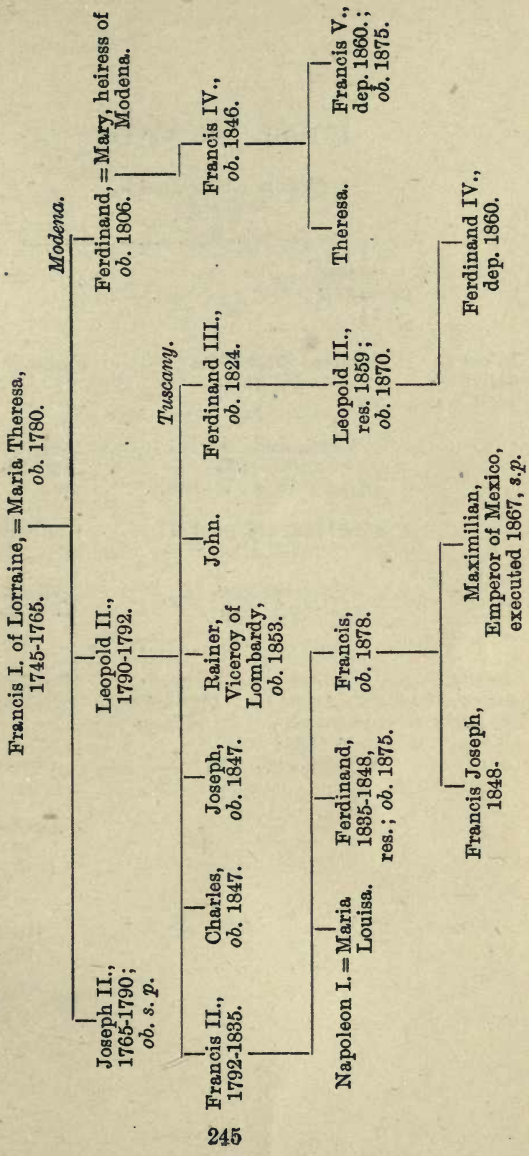 Francis I. of Lorraine, = Maria Theresa,
1745-1765. ob. 1780.
Modena.
Joseph II.,
1765-1790;
ob. s. p.
Leopold II.,
1790-1792.
Ferdinand, = Mary, heiress of
ob. 1806. Modena.
Tuscany.
Francis II.,
1792-1835.
Charles,
ob. 1847.
Joseph,
ob. 1847.
Rainer,
Viceroy of
Lombardy,
ob. 1853.
John.
Ferdinand III.,
ob. 1824.
Francis IV.,
ob. 1846.
Napoleon I. = Maria
Louisa.
Ferdinand,
1835-1848,
res.; ob. 1875.
Francis,
ob. 1878.
Leopold II.,
res. 1859;
ob. 1870.
Theresa.
Francis V.,
dep. 1860.;
ob. 1875.
Francis Joseph,
1848-
Maximilian,
Emperor of Mexico,
executed 1867, s.p.
Ferdinand IV.,
dep. 1860.
245